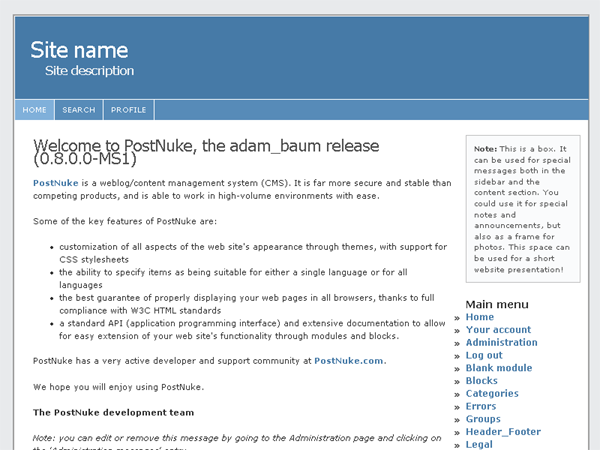 Site name
Site description
HOME SEARCH PROFILE
Welcome to PostNuke, the adam_baum release
(0.8.0.0-MS1)
PostNuke is a weblog/content management system (CMS). It is far more secure and stable than
competing products, and is able to work in high-volume environments with ease.
Some of the key features of PostNuke are:
customization of all aspects of the web site's appearance through themes, with support for
CSS stylesheets
the ability to specify items as being suitable for either a single language or for all
languages
the best guarantee of properly displaying your web pages in all browsers, thanks to full
compliance with W3C HTML standards
a standard API (application programming interface) and extensive documentation to allow
for easy extension of your web site's functionality through modules and blocks.
PostNuke has a very active developer and support community at PostNuke.com.
We hope you will enjoy using PostNuke.
The PostNuke development team
Note: you can edit or remove this message by going to the Administration page and clicking on
the 'Administration messages' entry
Note: This is a box. It
can be used for special
messages both in the
sidebar and the
content section. You
could use it for special
notes and
announcements, but
also as a frame for
photos. This space can
be used for a short
website presentation!
Main menu
» Home
» Your account
» Administration
» Log out
» Blank module
» Blocks
» Categories
» Errors
» Groups
» Header_Footer
» Legal